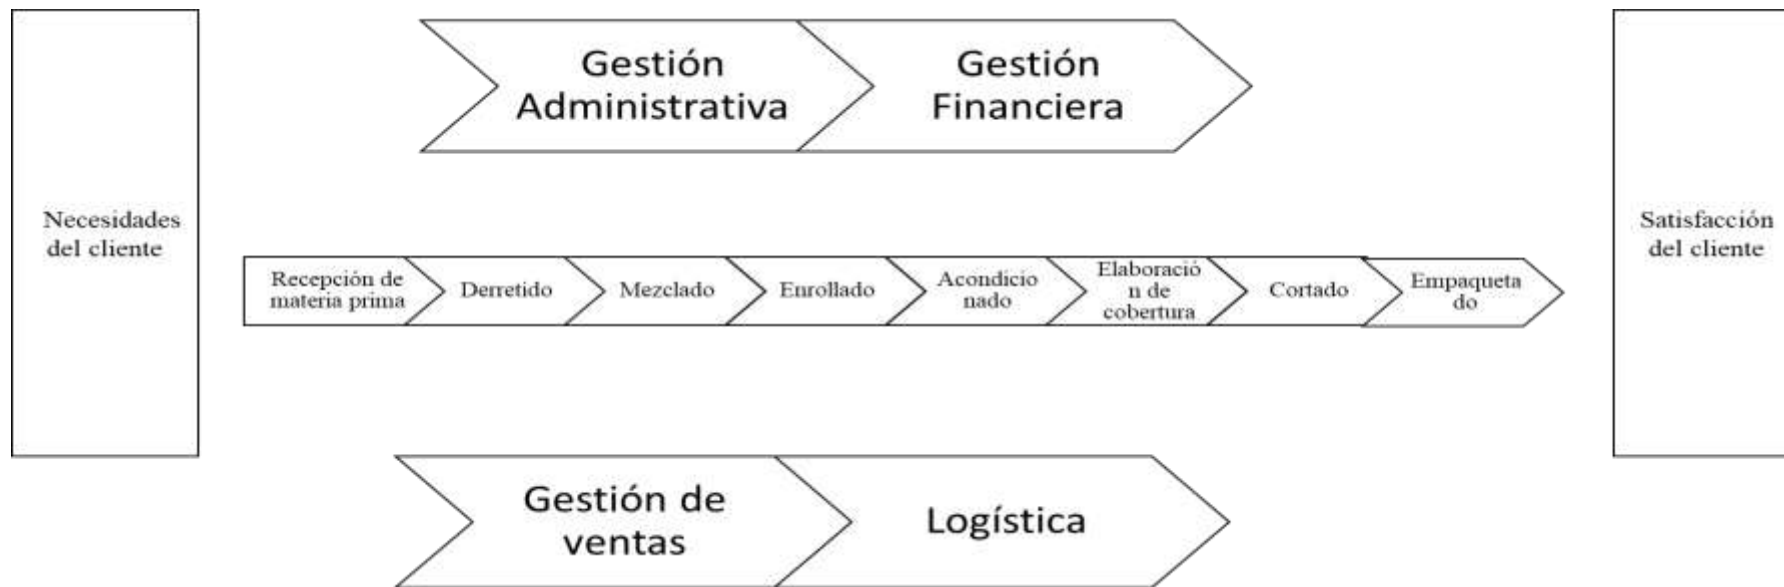 Gestión
Administrativa
Gestión
Financiera
Necesidades
del cliente
Recepción de
materia prima
Derretido
Mezclado
Enrollado
Acondicio
nado
Elaboració
n de
cobertura
Cortado
Empaqueta
do
Satisfacción
del cliente
Gestión de
ventas
Logística